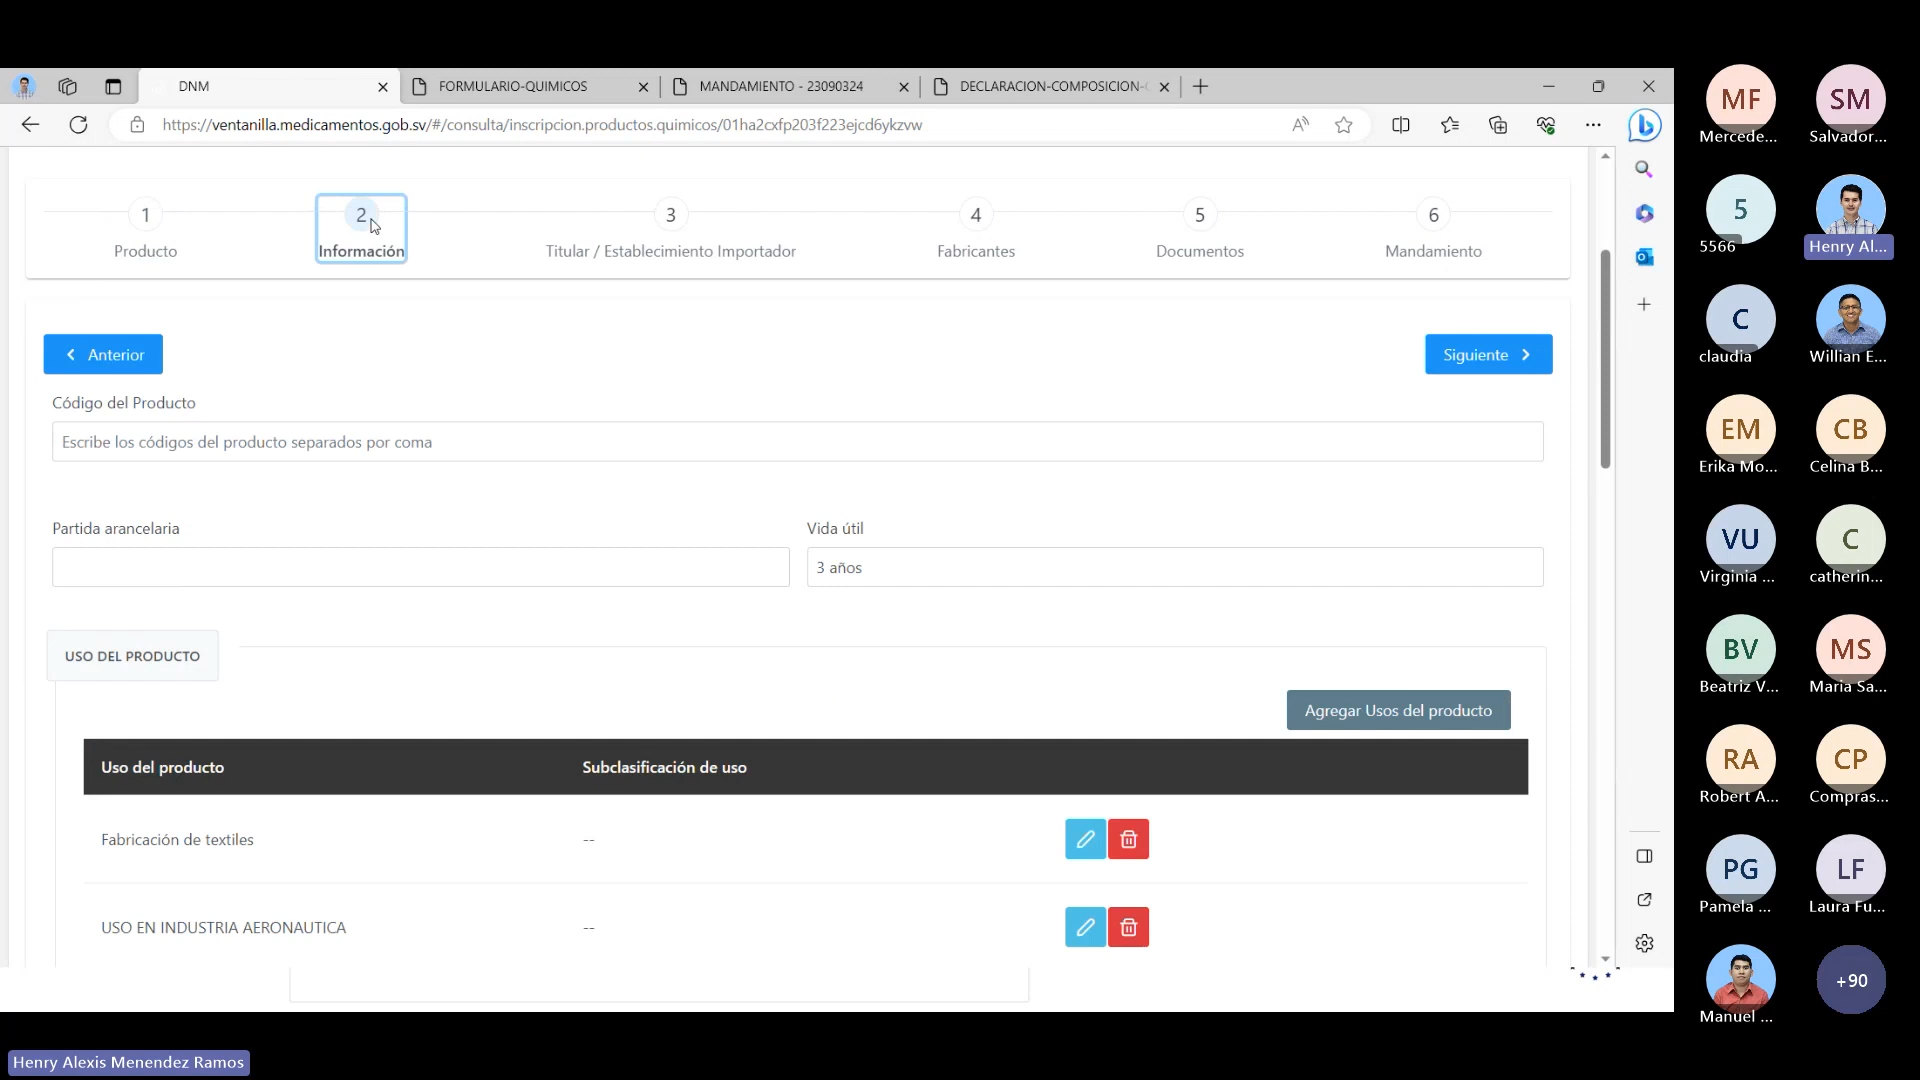 DNM
FORMULARIO-QUIMICOS
MANDAMIENTO - 23090324
DECLARACION-COMPOSICION-
https://ventanilla.medicamentos.gob.sv/#/consulta/inscripcion.productos.quimicos/01ha2cxfp203f223ejcd6ykzvw
1
Producto
2
Información
3
Titular / Establecimiento Importador
4
Fabricantes
5
Documentos
6
Mandamiento
Anterior
Siguiente
Código del Producto
Escribe los códigos del producto separados por coma
Partida arancelaria
Vida útil
3 años
USO DEL PRODUCTO
Agregar Usos del producto
Uso del producto Subclasificación de uso
Fabricación de textiles --
USO EN INDUSTRIA AERONAUTICA --
MF
Mercede...
SM
Salvador...
5
5566
Henry Al...
C
claudia
Willian E...
EM
Erika Mo...
CB
Celina B...
VU
Virginia ...
C
catherin...
BV
Beatriz V...
MS
Maria Sa...
RA
Robert A...
CP
Compras...
PG
Pamela ...
LF
Laura Fu...
Manuel ...
+90
Henry Alexis Menendez Ramos